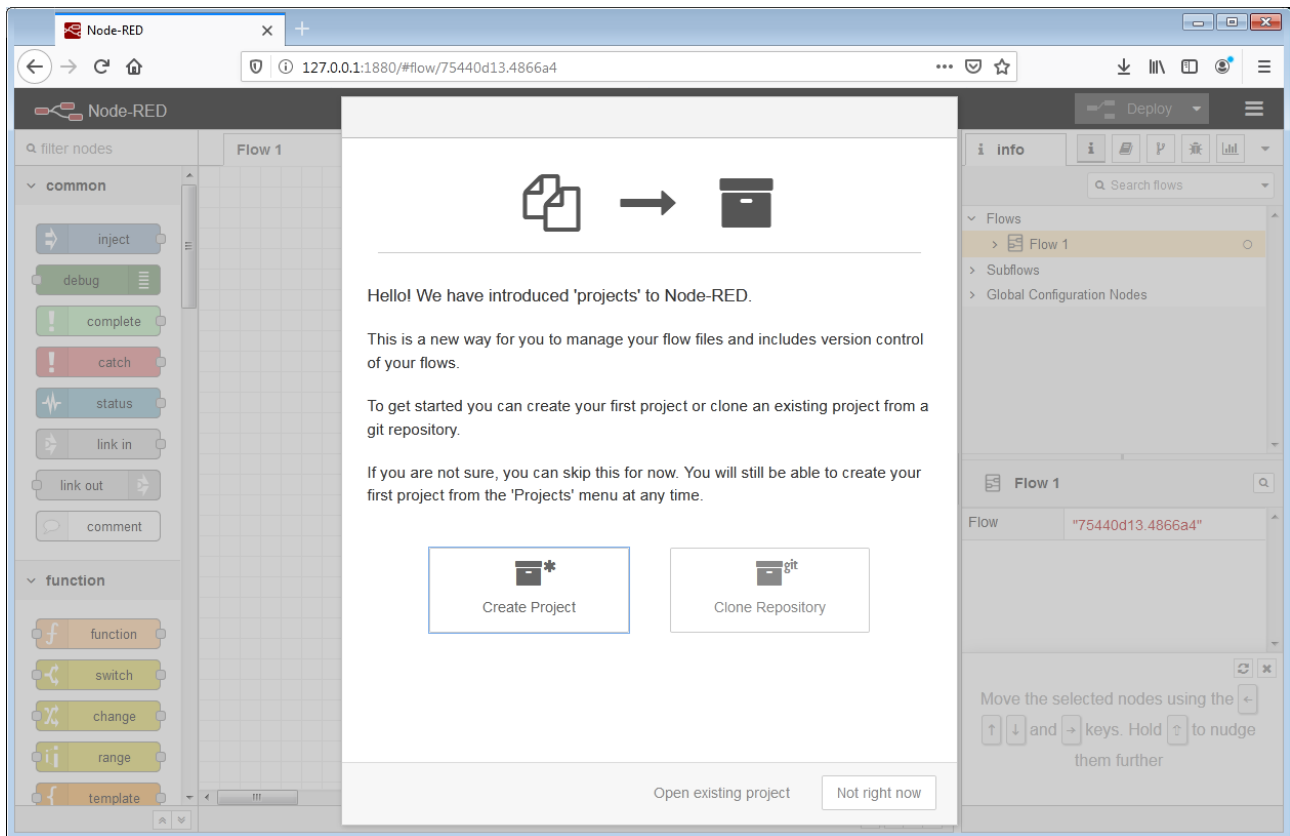 Node-RED
127.0.0.1:1880/#flow/75440d13.4866a4
Node-RED
Deploy
filter nodes
Flow 1
common
inject
debug
complete
catch
status
link in
link out
comment
function
function
switch
change
range
template
Hello! We have introduced 'projects' to Node-RED.
This is a new way for you to manage your flow files and includes version control
of your flows.
To get started you can create your first project or clone an existing project from a
git repository.
If you are not sure, you can skip this for now. You will still be able to create your
first project from the 'Projects' menu at any time.
Create Project
git
Clone Repository
Open existing project
Not right now
i info
i
Search flows
Flows
Flow 1
Subflows
Global Configuration Nodes
Flow 1
Flow
"75440d13.4866a4"
Move the selected nodes using the ←
↑ ↓ and → keys. Hold ⇧ to nudge
them further